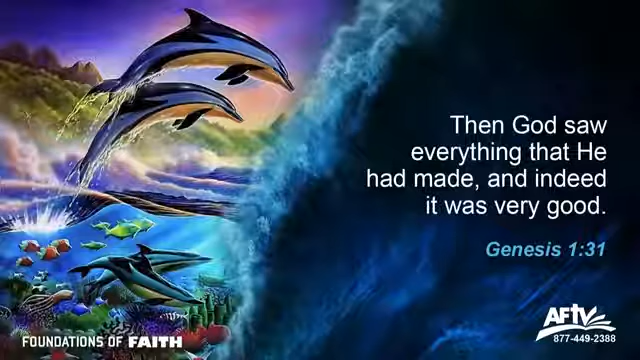 Then God saw
everything that He
had made, and indeed
it was very good.
Genesis 1:31
FOUNDATIONS OF FAITH
AFtv
877-449-2388